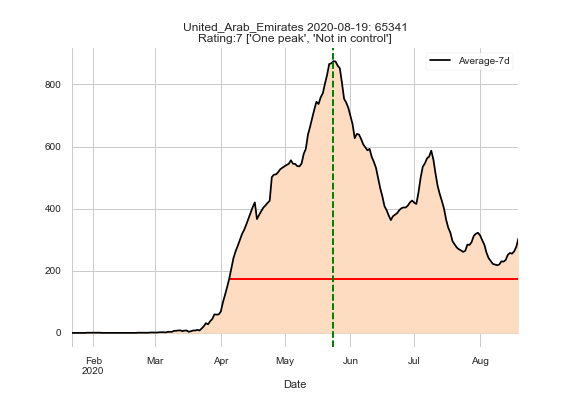 United_Arab_Emirates 2020-08-19: 65341
Rating:7 ['One peak', 'Not in control']
Average-7d
800
600
400
200
0
Feb Mar Apr May Jun Jul Aug
2020
Date